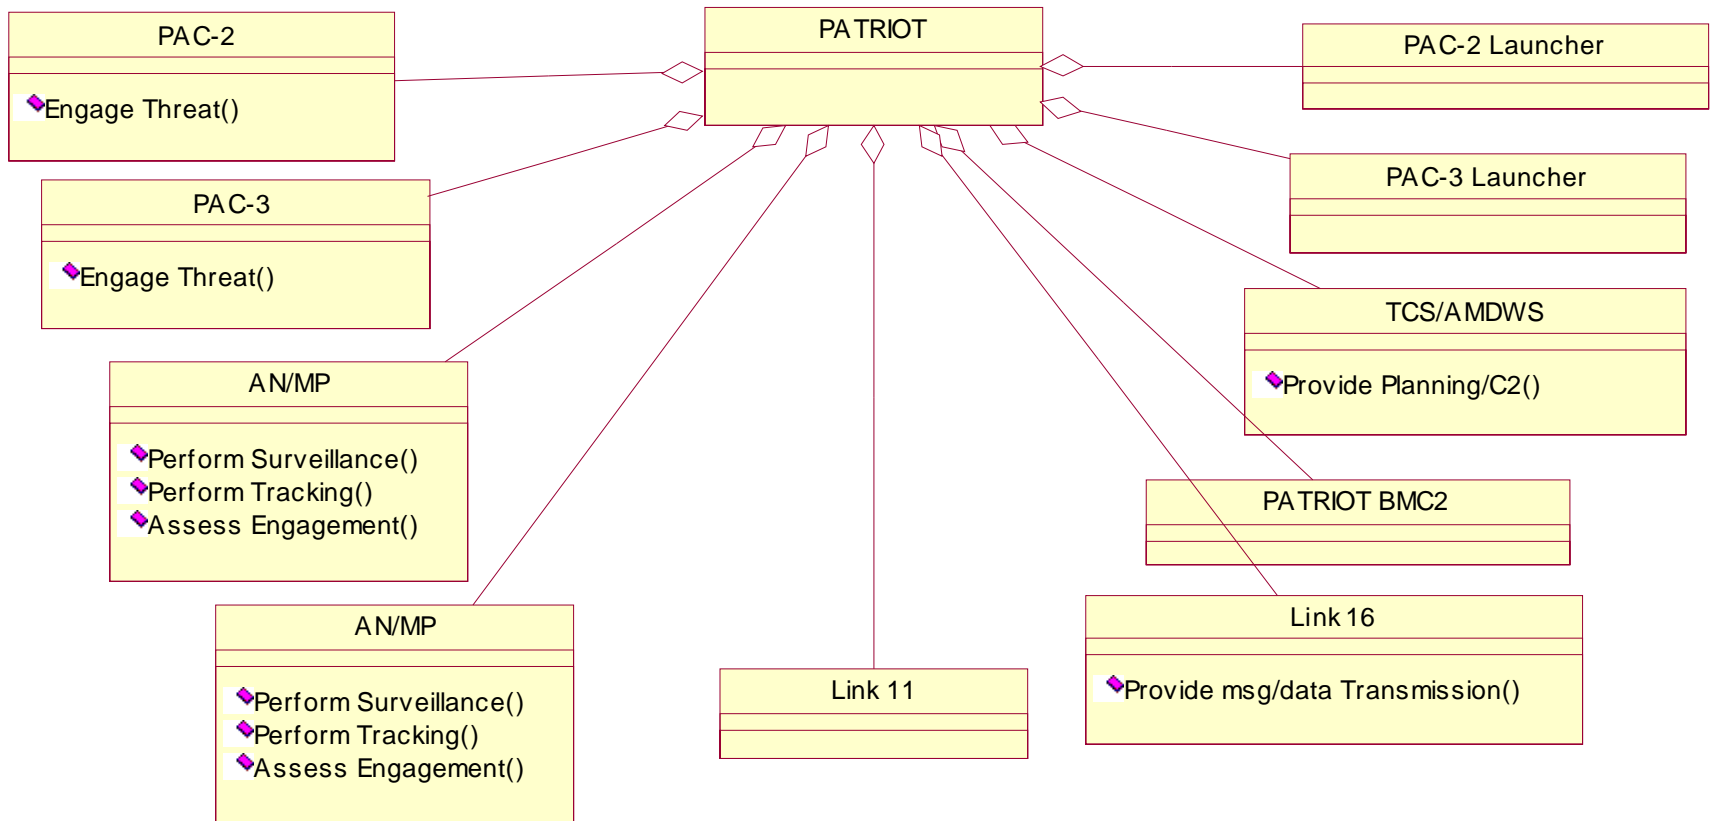 PAC-2
Engage Threat()
PATRIOT
PAC-2 Launcher
PAC-3
Engage Threat()
PAC-3 Launcher
TCS/AMDWS
Provide Planning/C2()
AN/MP
Perform Surveillance()
Perform Tracking()
Assess Engagement()
PATRIOT BMC2
AN/MP
Perform Surveillance()
Perform Tracking()
Assess Engagement()
Link 11
Link 16
Provide msg/data Transmission()